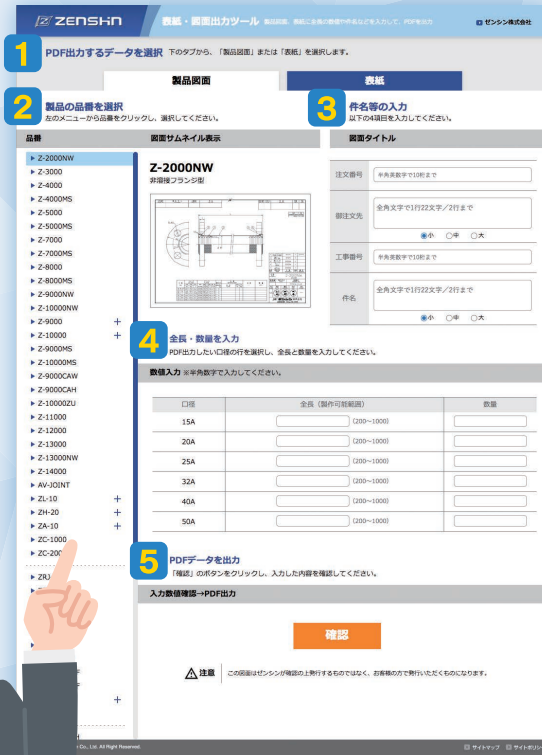 ZENSHIN
表紙・図面出力ツール 製品図面、表紙に全長の数値や件名などを入力して、PDFを出力
ゼンシン株式会社
1 PDF出力するデータを選択 下のタブから、「製品図面」または「表紙」を選択します。
製品図面
表紙
2 製品の品番を選択
左のメニューから品番をクリックし、選択してください。
品番
Z-2000NW
Z-3000
Z-4000
Z-4000MS
Z-5000
Z-5000MS
Z-7000
Z-7000MS
Z-8000
Z-8000MS
Z-9000NW
Z-10000NW
Z-9000 +
Z-10000 +
Z-9000MS
Z-10000MS
Z-9000CAW
Z-9000CAH
Z-10000ZU
Z-11000
Z-12000
Z-13000
Z-13000NW
Z-14000
AV-JOINT
ZL-10 +
ZH-20 +
ZA-10 +
ZC-1000
ZC-200
ZRJ
+
図面サムネイル表示
Z-2000NW
非溶接フランジ型
3 件名等の入力
以下の4項目を入力してください。
図面タイトル
注文番号 半角英数字で10桁まで
御注文先 全角文字で1行22文字／2行まで
小 中 大
工事番号 半角英数字で10桁まで
件名 全角文字で1行22文字／2行まで
小 中 大
4 全長・数量を入力
PDF出力したい口径の行を選択し、全長と数量を入力してください。
数値入力 ※半角数字で入力してください。
口径 全長（製作可能範囲） 数量
15A (200～1000)
20A (200～1000)
25A (200～1000)
32A (200～1000)
40A (200～1000)
50A (200～1000)
5 PDFデータを出力
「確認」のボタンをクリックし、入力した内容を確認してください。
入力数値確認→PDF出力
確認
注意 この図面はゼンシンが確認の上発行するものではなく、お客様の方で発行いただくものになります。
Co., Ltd. All Right Reserved.
サイトマップ サイトポリシ